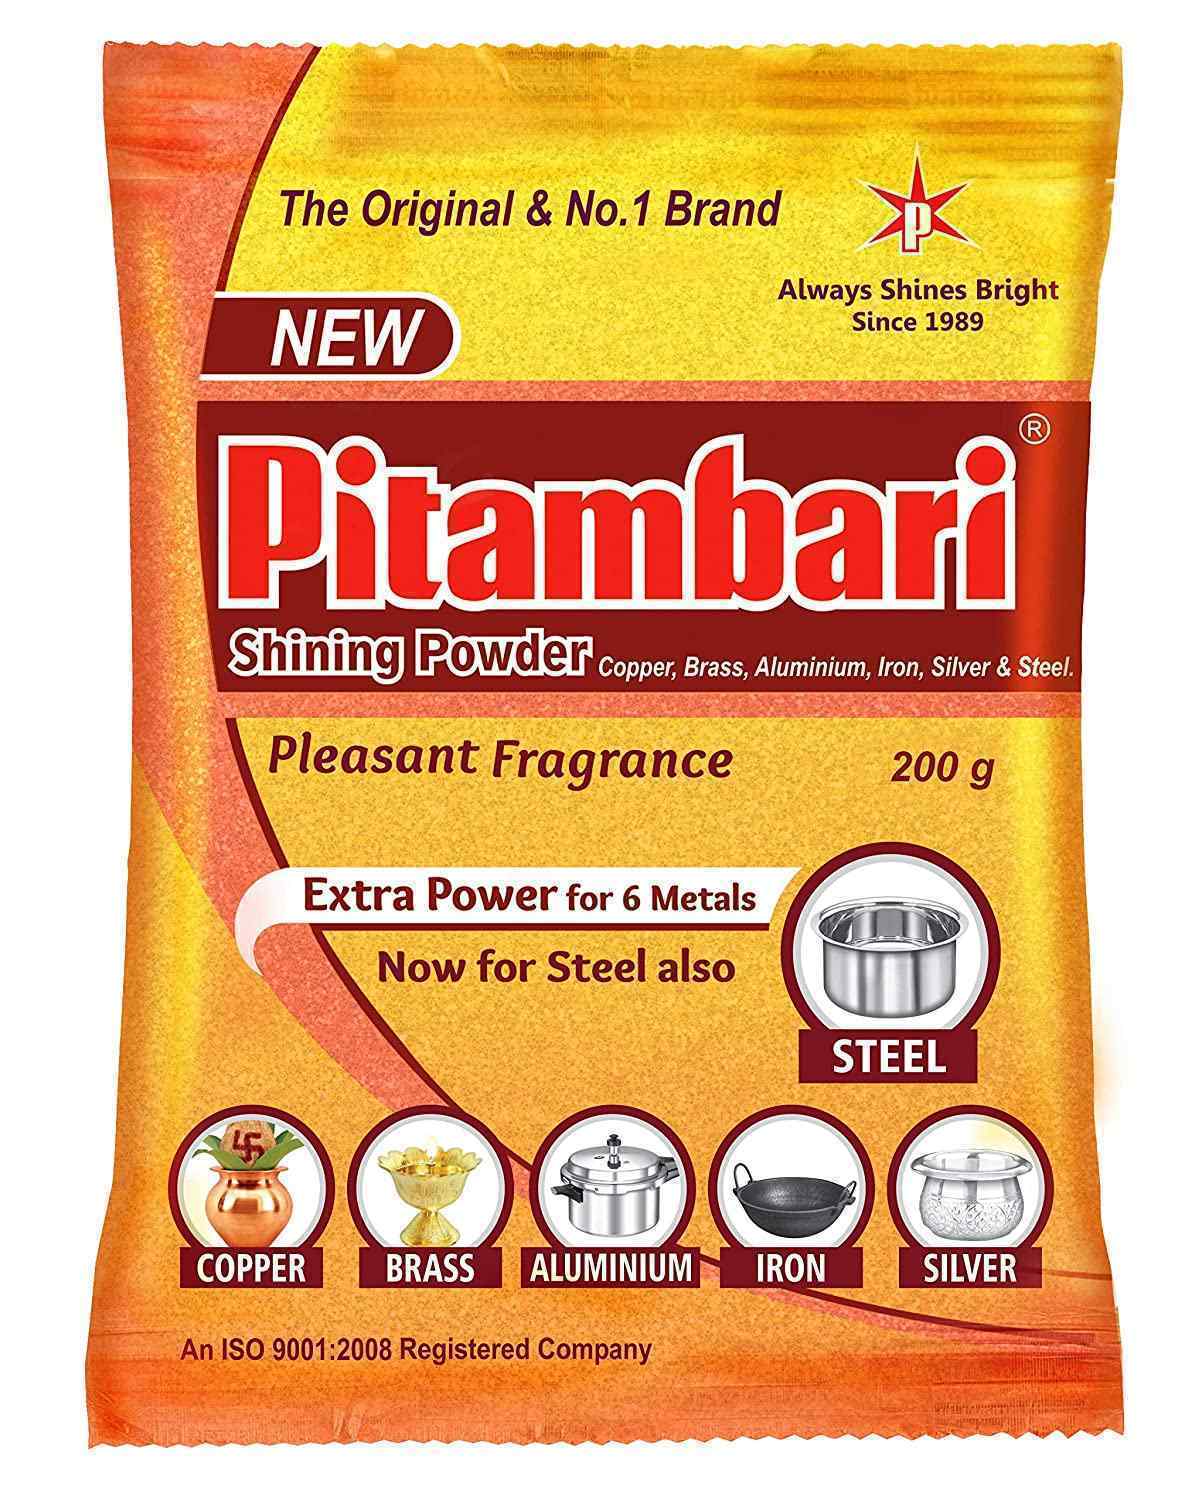 The Original & No.1 Brand
P
Always Shines Bright
Since 1989
NEW
Pitambari®
Shining Powder Copper, Brass, Aluminium, Iron, Silver & Steel.
Pleasant Fragrance 200 g
Extra Power for 6 Metals
Now for Steel also
STEEL
COPPER BRASS ALUMINIUM IRON SILVER
An ISO 9001:2008 Registered Company